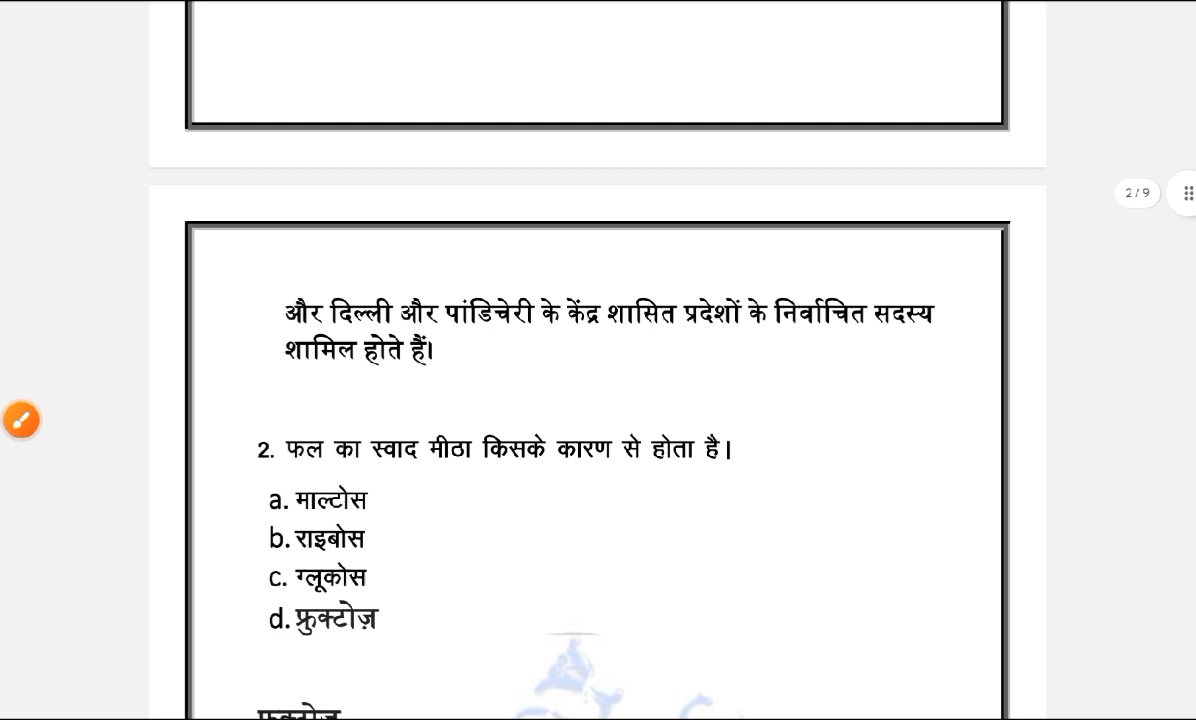 2 / 9
और दिल्ली और पांडिचेरी के केंद्र शासित प्रदेशों के निर्वाचित सदस्य
शामिल होते हैं।
2. फल का स्वाद मीठा किसके कारण से होता है।
a. माल्टोस
b. राइबोस
c. ग्लूकोस
d. फ्रुक्टोज़